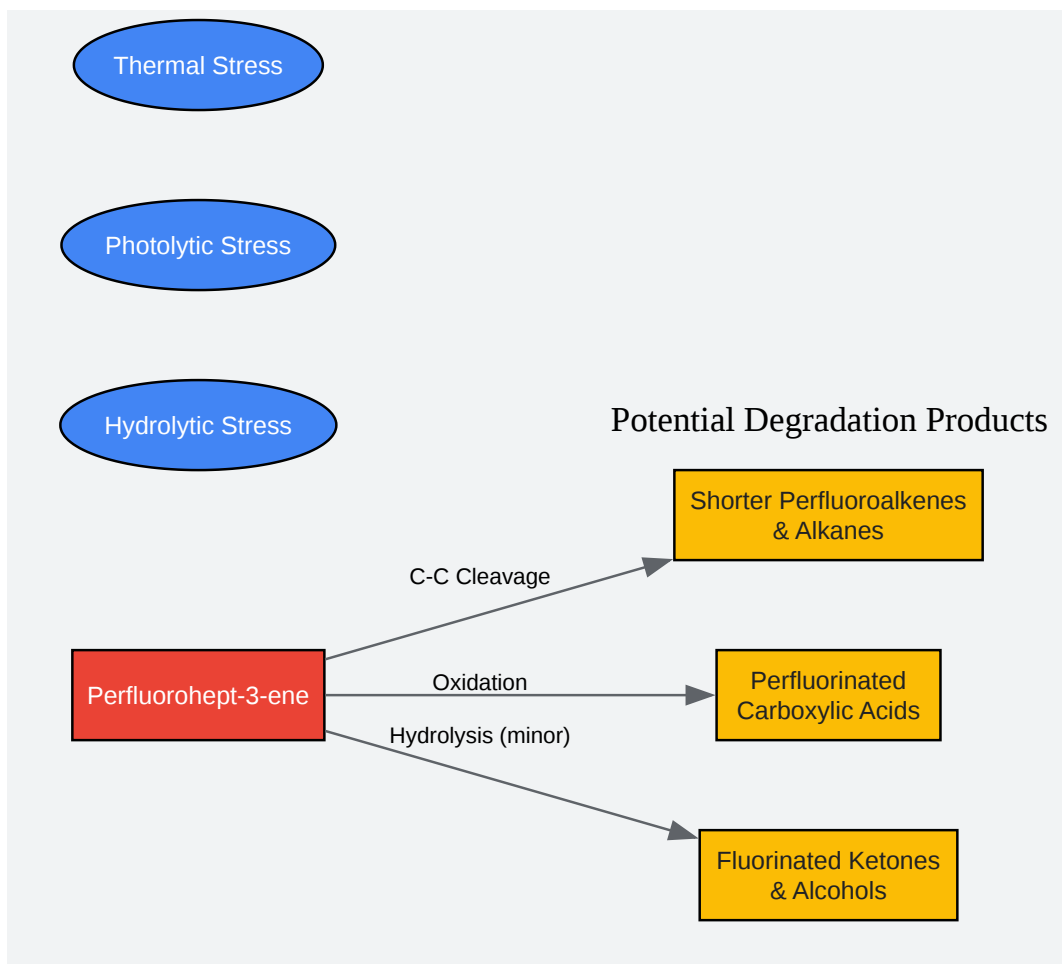 Thermal Stress
Photolytic Stress
Hydrolytic Stress
Potential Degradation Products
Shorter Perfluoroalkenes
& Alkanes
C-C Cleavage
Perfluorohept-3-ene
Oxidation
Perfluorinated
Carboxylic Acids
Hydrolysis (minor)
Fluorinated Ketones
& Alcohols